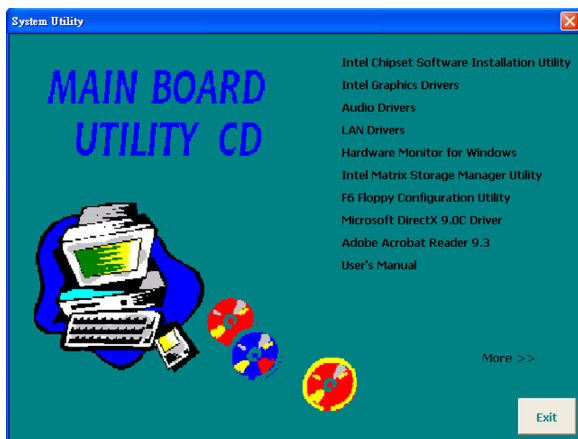 System Utility
MAIN BOARD
UTILITY CD
Intel Chipset Software Installation Utility
Intel Graphics Drivers
Audio Drivers
LAN Drivers
Hardware Monitor for Windows
Intel Matrix Storage Manager Utility
F6 Floppy Configuration Utility
Microsoft DirectX 9.0C Driver
Adobe Acrobat Reader 9.3
User's Manual
More >>
Exit